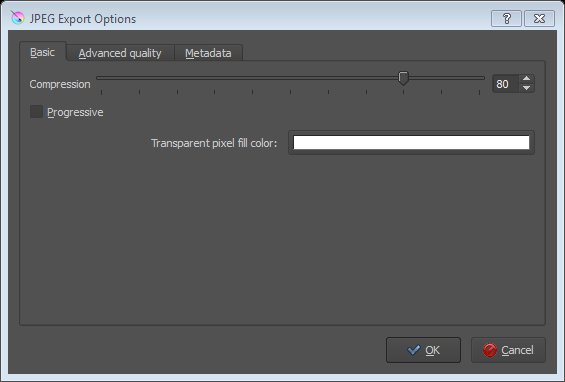 JPEG Export Options
Basic Advanced quality Metadata
Compression 80
Progressive
Transparent pixel fill color:
OK Cancel